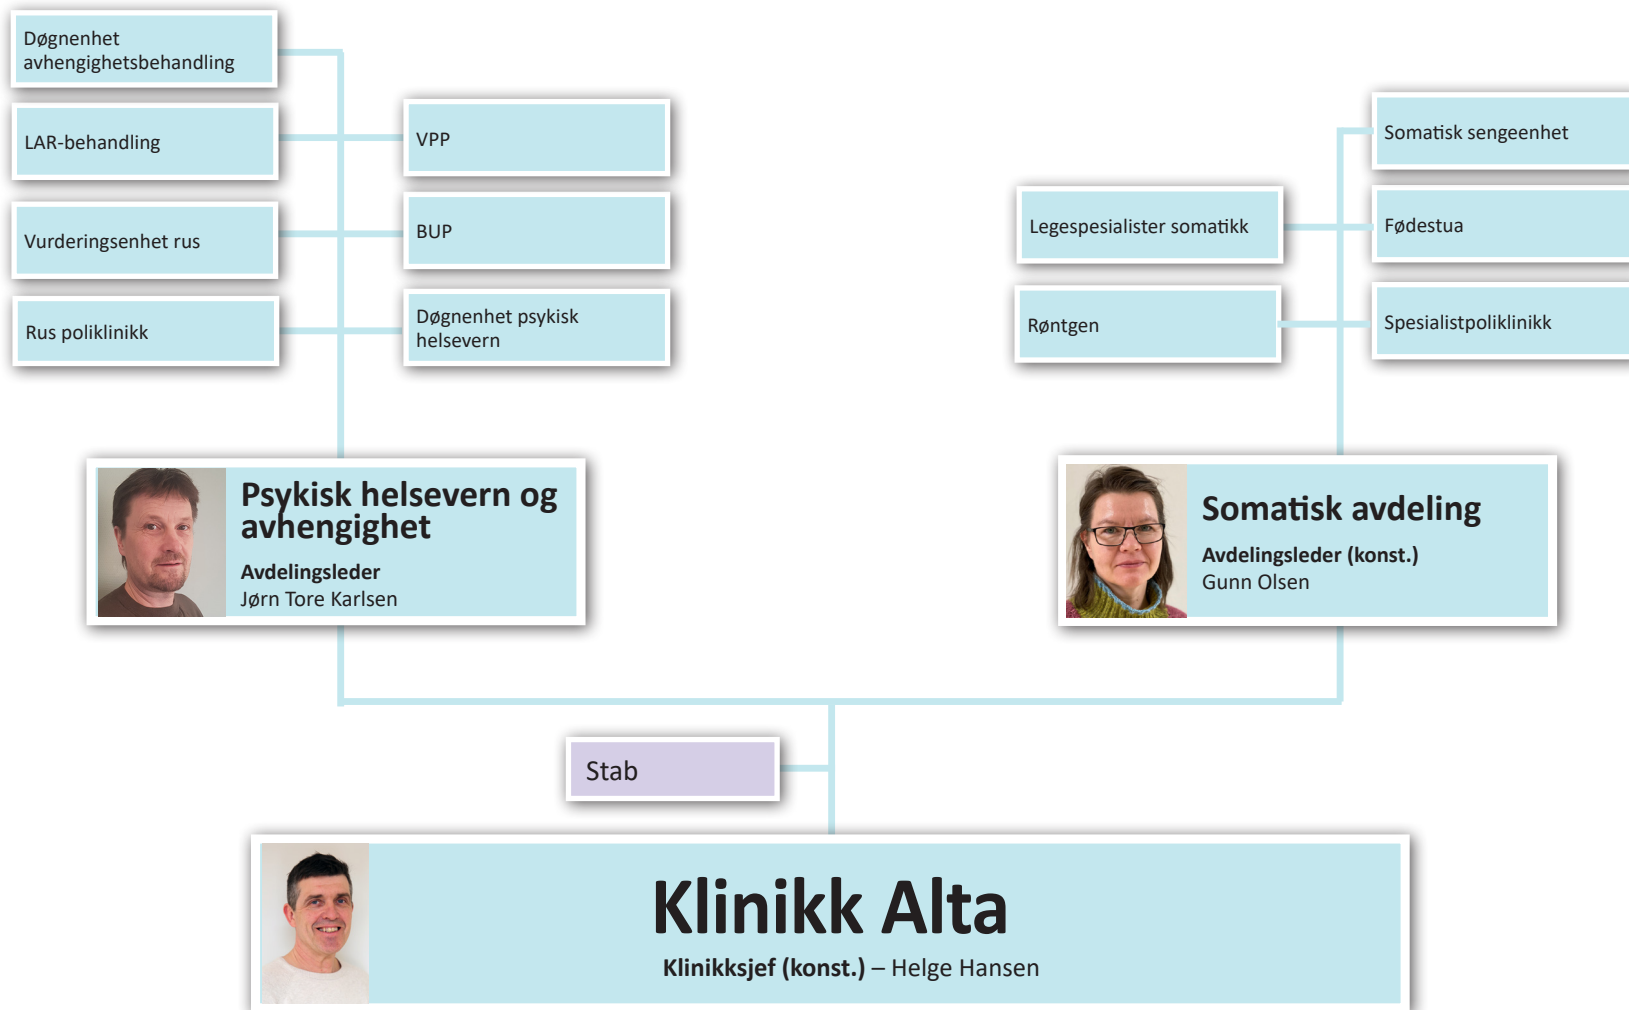 Døgnenhet
avhengighetsbehandling
LAR-behandling
VPP
Vurderingsenhet rus
BUP
Rus poliklinikk
Døgnenhet psykisk
helsevern
Somatisk sengeenhet
Legespesialister somatikk
Fødestua
Røntgen
Spesialistpoliklinikk
Psykisk helsevern og
avhengighet
Avdelingsleder
Jørn Tore Karlsen
Somatisk avdeling
Avdelingsleder (konst.)
Gunn Olsen
Stab
Klinikk Alta
Klinikksjef (konst.) – Helge Hansen